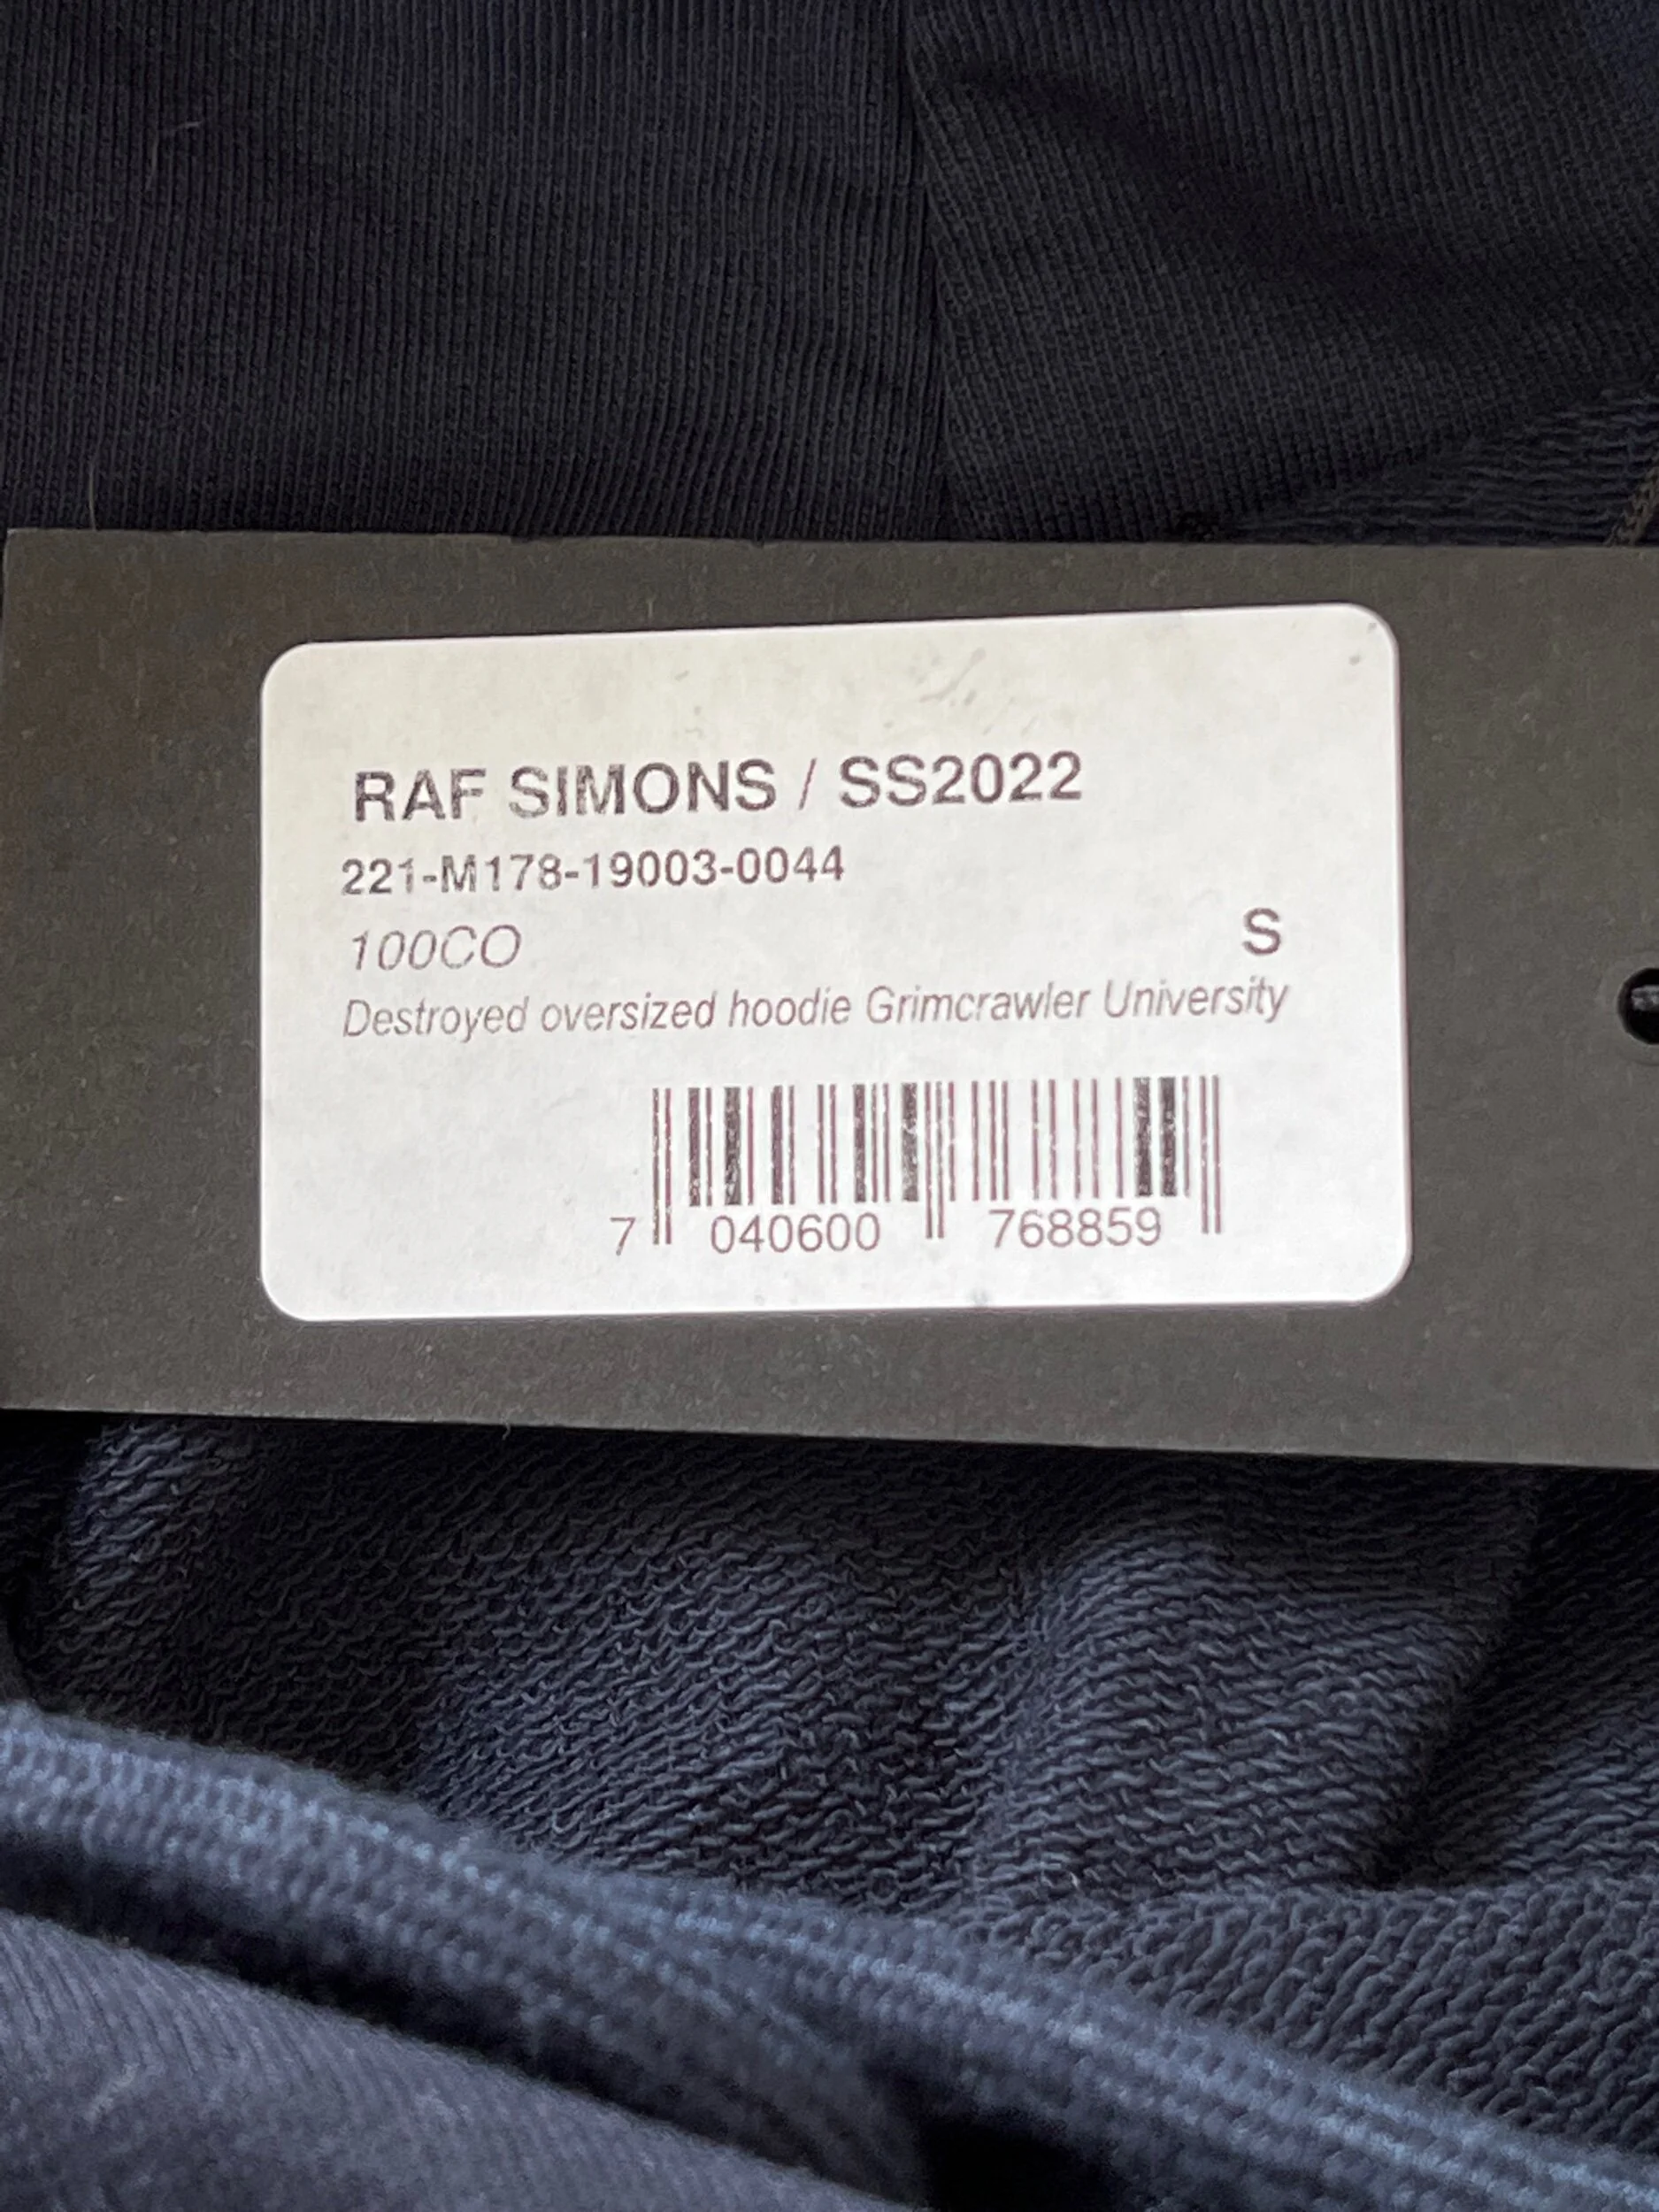 RAF SIMONS / SS2022
221-M178-19003-0044
100CO
S
Destroyed oversized hoodie Grimcrawler University
7 040600 768859